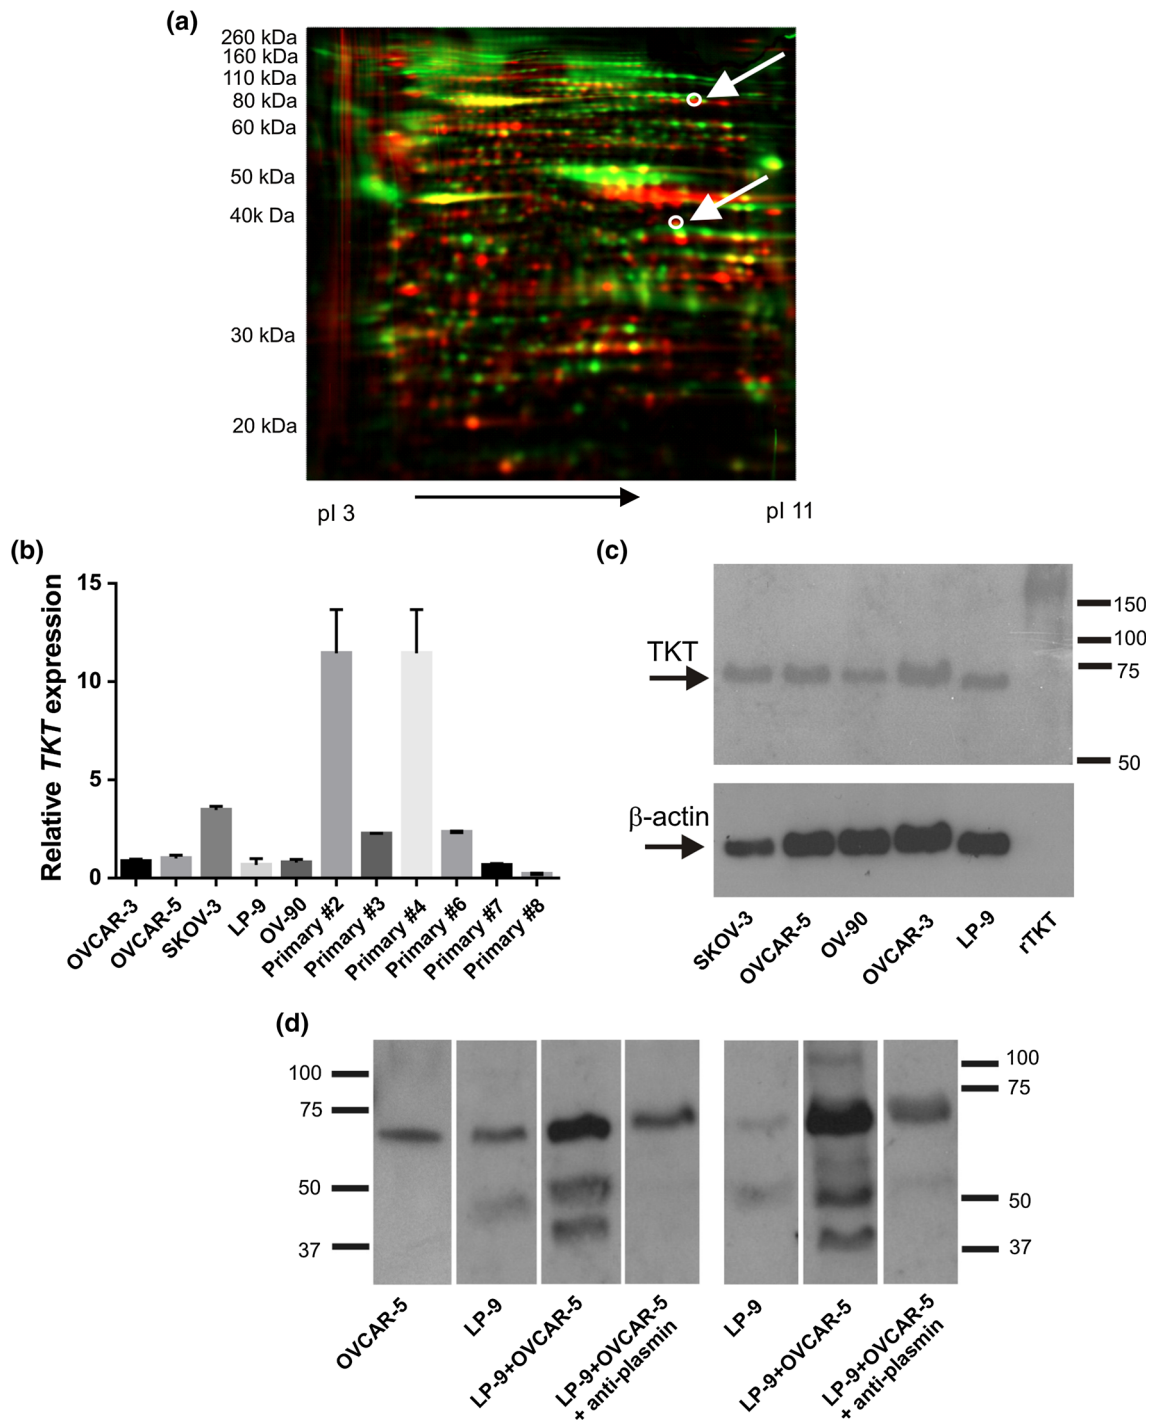 (a)
260 kDa
160 kDa
110 kDa
80 kDa
60 kDa
50 kDa
40k Da
30 kDa
20 kDa
pI 3
pI 11
(b)
Relative TKT expression
15
10
5
0
OVCAR-3
OVCAR-5
SKOV-3
LP-9
OV-90
Primary #2
Primary #3
Primary #4
Primary #6
Primary #7
Primary #8
(c)
TKT
150
100
75
50
β-actin
SKOV-3
OVCAR-5
OV-90
OVCAR-3
LP-9
rTKT
(d)
100
75
50
37
100
75
50
37
OVCAR-5
LP-9
LP-9+OVCAR-5
LP-9+OVCAR-5
+ anti-plasmin
LP-9
LP-9+OVCAR-5
LP-9+OVCAR-5
+ anti-plasmin